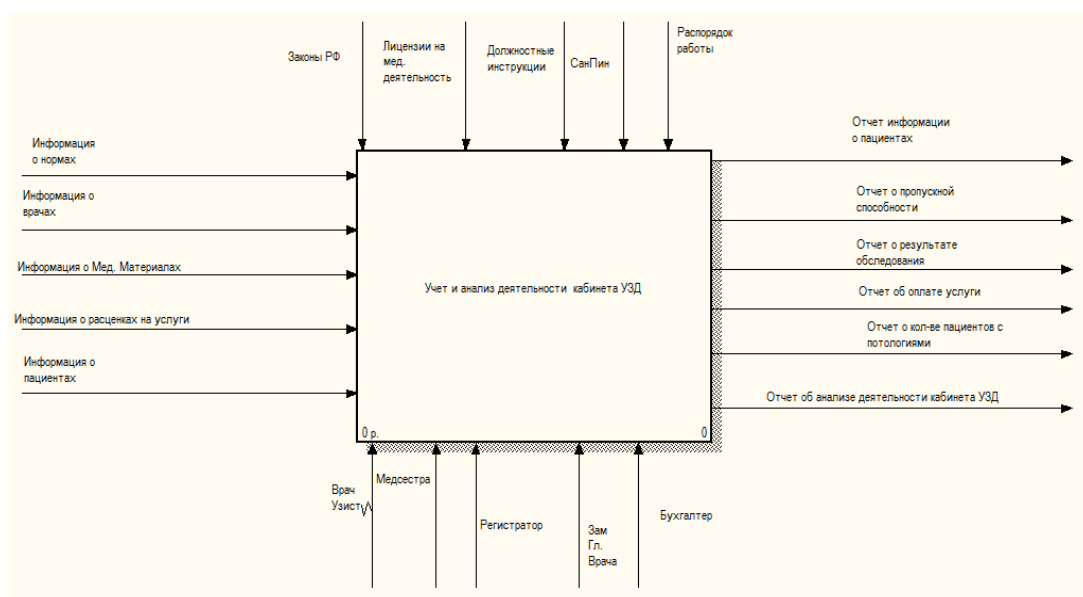 Законы РФ
Лицензии на
мед.
деятельность
Должностные
инструкции
СанПин
Распорядок
работы
Информация
о нормах
Информация о
врачах
Информация о Мед. Материалах
Информация о расценках на услуги
Информация о
пациентах
Учет и анализ деятельности кабинета УЗД
0 р.
0
Отчет информации
о пациентах
Отчет о пропускной
способности
Отчет о результате
обследования
Отчет об оплате услуги
Отчет о кол-ве пациентов с
потологиями
Отчет об анализе деятельности кабинета УЗД
Врач
Узист
Медсестра
Регистратор
Зам
Гл.
Врача
Бухгалтер